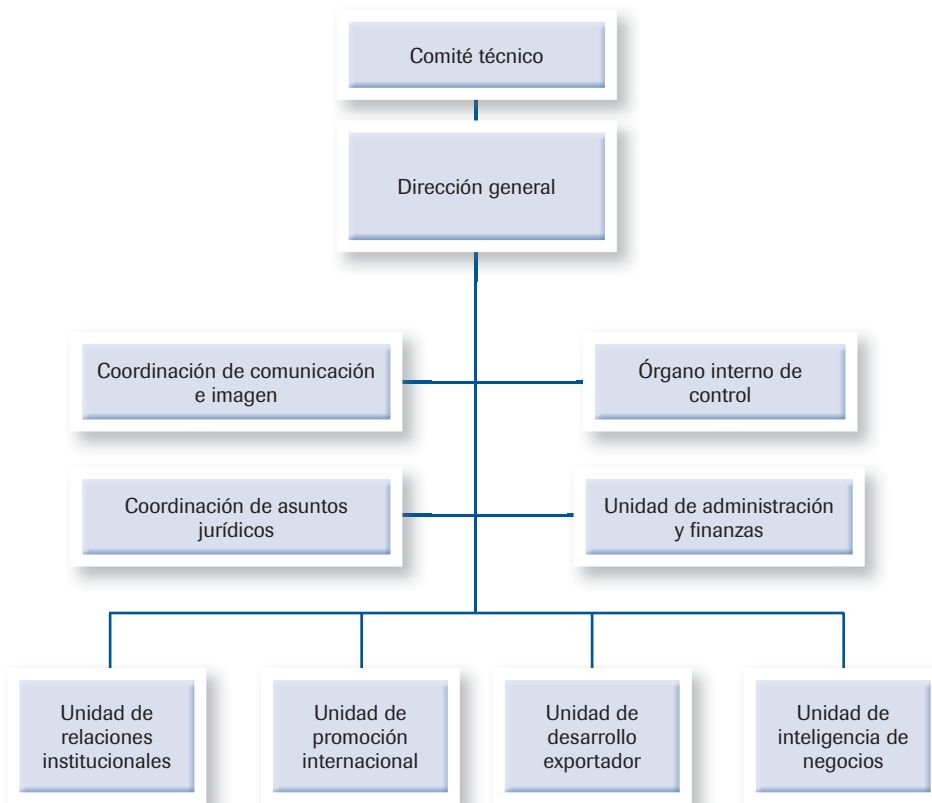 Comité técnico
Dirección general
Coordinación de comunicación
e imagen
Órgano interno de
control
Coordinación de asuntos
jurídicos
Unidad de administración
y finanzas
Unidad de
relaciones
institucionales
Unidad de
promoción
internacional
Unidad de
desarrollo
exportador
Unidad de
inteligencia de
negocios